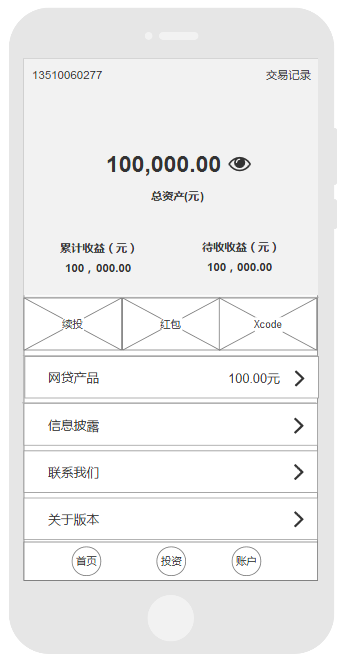 13510060277 交易记录
100,000.00
总资产(元)
累计收益（元） 待收收益（元）
100，000.00 100，000.00
续投 红包 Xcode
网贷产品 100.00元
信息披露
联系我们
关于版本
首页 投资 账户